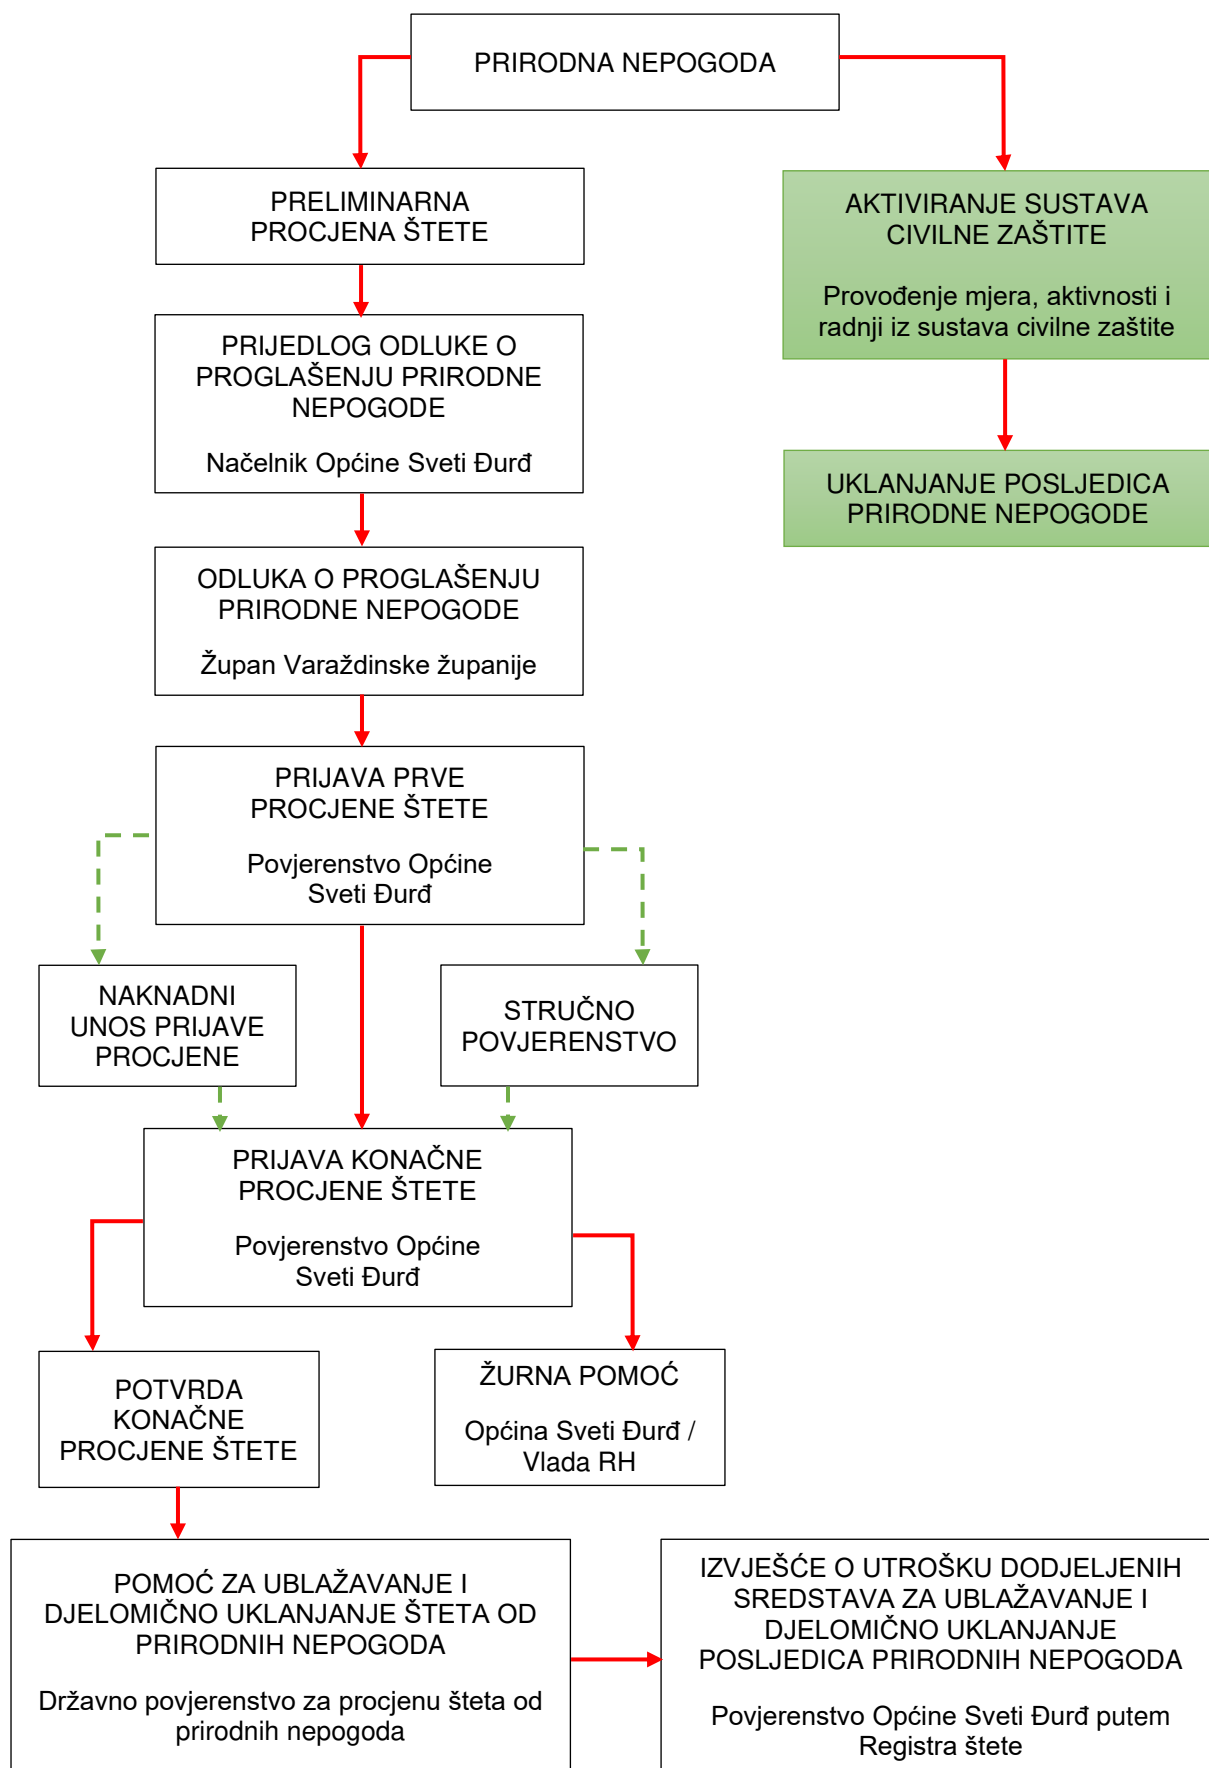 PRIRODNA NEPOGODA
PRELIMINARNA
PROCJENA ŠTETE
AKTIVIRANJE SUSTAVA
CIVILNE ZAŠTITE
Provođenje mjera, aktivnosti i
radnji iz sustava civilne zaštite
PRIJEDLOG ODLUKE O
PROGLAŠENJU PRIRODNE
NEPOGODE
Načelnik Općine Sveti Đurđ
UKLANJANJE POSLJEDICA
PRIRODNE NEPOGODE
ODLUKA O PROGLAŠENJU
PRIRODNE NEPOGODE
Župan Varaždinske županije
PRIJAVA PRVE
PROCJENE ŠTETE
Povjerenstvo Općine
Sveti Đurđ
NAKNADNI
UNOS PRIJAVE
PROCJENE
STRUČNO
POVJERENSTVO
PRIJAVA KONAČNE
PROCJENE ŠTETE
Povjerenstvo Općine
Sveti Đurđ
POTVRDA
KONAČNE
PROCJENE ŠTETE
ŽURNA POMOĆ
Općina Sveti Đurđ /
Vlada RH
POMOĆ ZA UBLAŽAVANJE I
DJELOMIČNO UKLANJANJE ŠTETA OD
PRIRODNIH NEPOGODA
Državno povjerenstvo za procjenu šteta od
prirodnih nepogoda
IZVJEŠĆE O UTROŠKU DODJELJENIH
SREDSTAVA ZA UBLAŽAVANJE I
DJELOMIČNO UKLANJANJE
POSLJEDICA PRIRODNIH NEPOGODA
Povjerenstvo Općine Sveti Đurđ putem
Registra štete